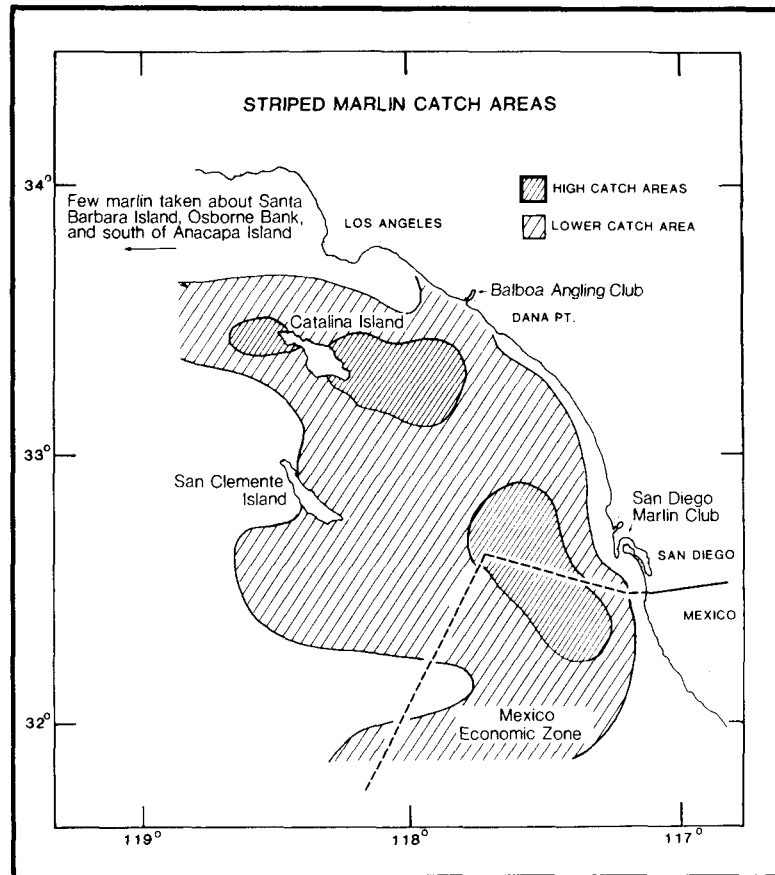 STRIPED MARLIN CATCH AREAS
34°
Few marlin taken about Santa
Barbara Island, Osborne Bank,
and south of Anacapa Island
LOS ANGELES
HIGH CATCH AREAS
LOWER CATCH AREA
Balboa Angling Club
DANA PT.
Catalina Island
33°
San Clemente
Island
San Diego
Marlin Club
SAN DIEGO
MEXICO
32°
Mexico
Economic Zone
119°
118°
117°